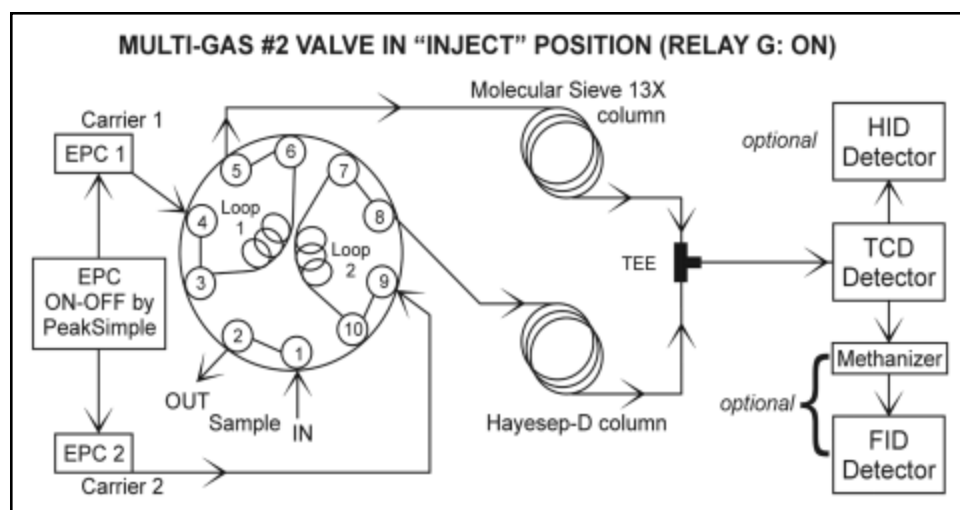 MULTI-GAS #2 VALVE IN “INJECT” POSITION (RELAY G: ON)
Carrier 1
EPC 1
EPC
ON-OFF by
PeakSimple
EPC 2
Carrier 2
5
6
7
4
8
Loop
1
Loop
2
3
9
2
1
10
OUT
Sample
IN
Molecular Sieve 13X
column
TEE
Hayesep-D column
optional
HID
Detector
TCD
Detector
Methanizer
optional
FID
Detector